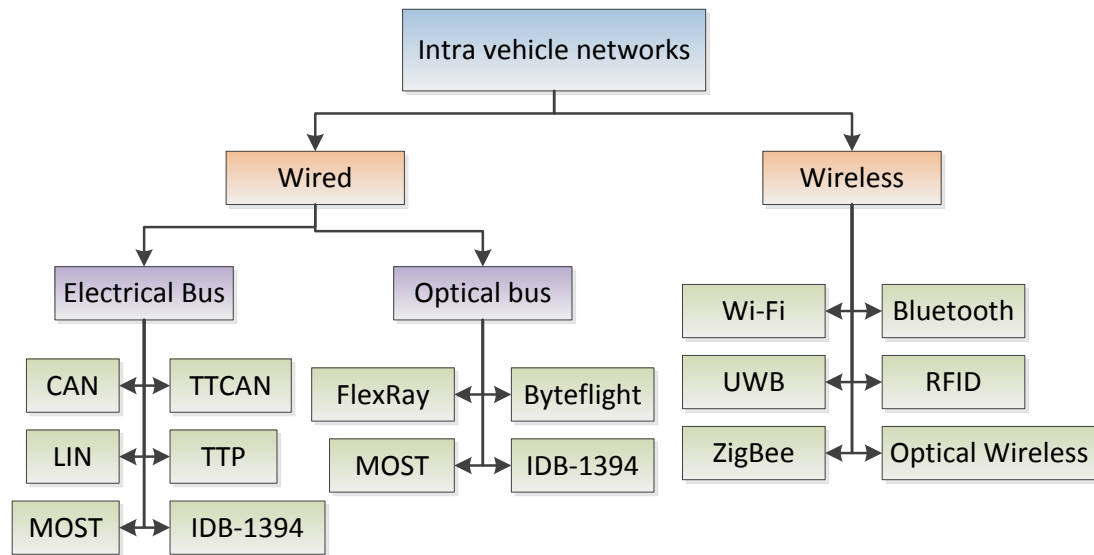 Intra vehicle networks
Wired
Wireless
Electrical Bus
Optical bus
CAN
TTCAN
LIN
TTP
MOST
IDB-1394
FlexRay
Byteflight
MOST
IDB-1394
Wi-Fi
Bluetooth
UWB
RFID
ZigBee
Optical Wireless